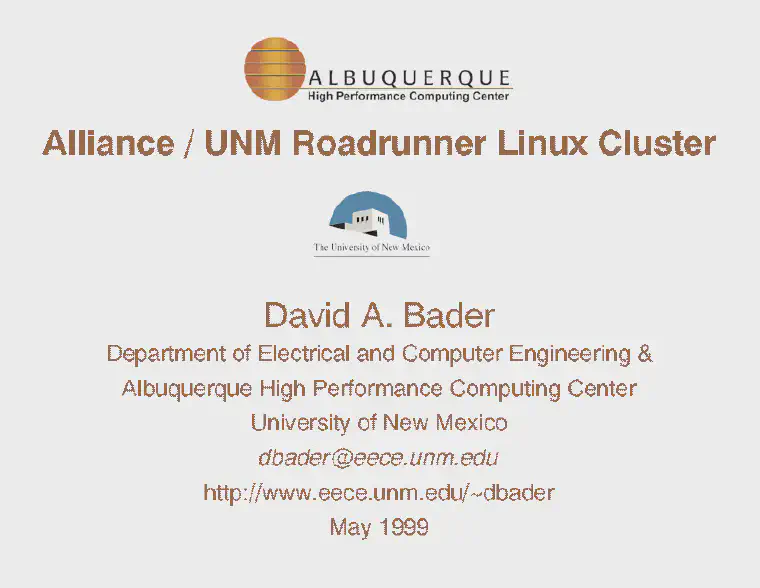 ALBUQUERQUE
High Performance Computing Center
Alliance / UNM Roadrunner Linux Cluster
The University of New Mexico
David A. Bader
Department of Electrical and Computer Engineering &
Albuquerque High Performance Computing Center
University of New Mexico
dbader@eece.unm.edu
http://www.eece.unm.edu/~dbader
May 1999